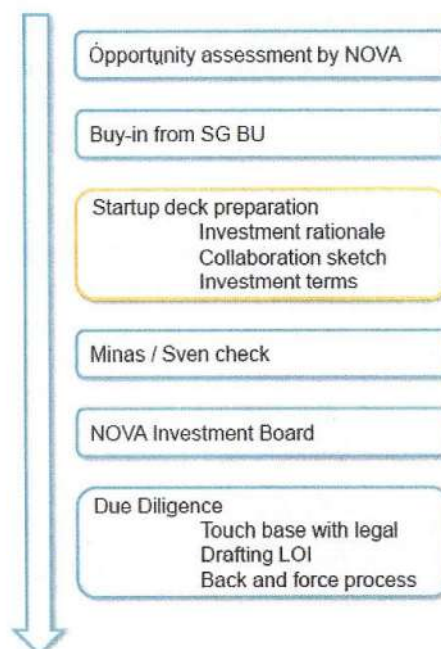 Opportunity assessment by NOVA
Buy-in from SG BU
Startup deck preparation
Investment rationale
Collaboration sketch
Investment terms
Minas / Sven check
NOVA Investment Board
Due Diligence
Touch base with legal
Drafting LOI
Back and force process